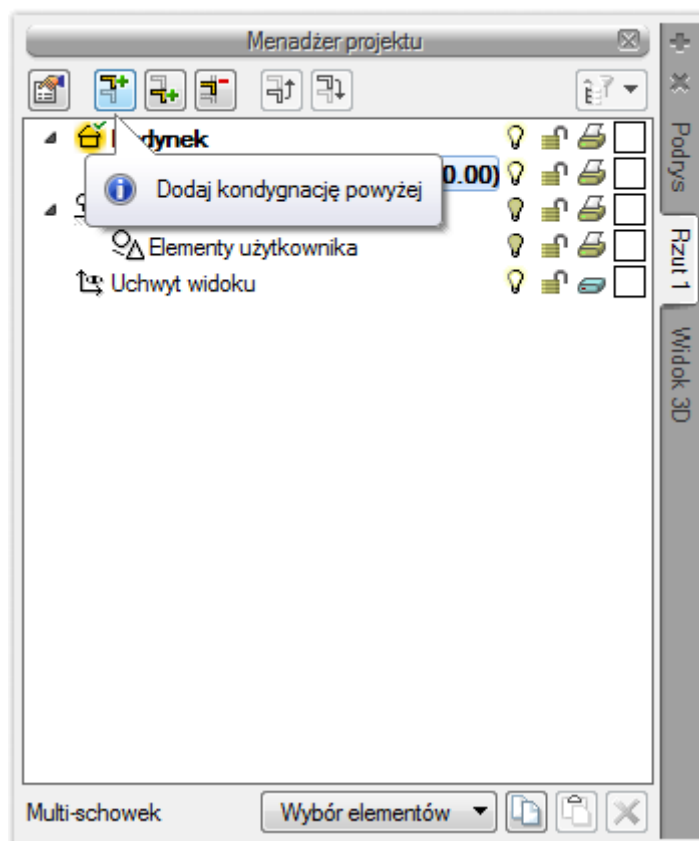 Menadżer projektu
dynek
Dodaj kondygnację powyżej
0.00)
Elementy użytkownika
Uchwyt widoku
Multi-schowek
Wybór elementów
Podrys
Rzut 1
Widok 3D